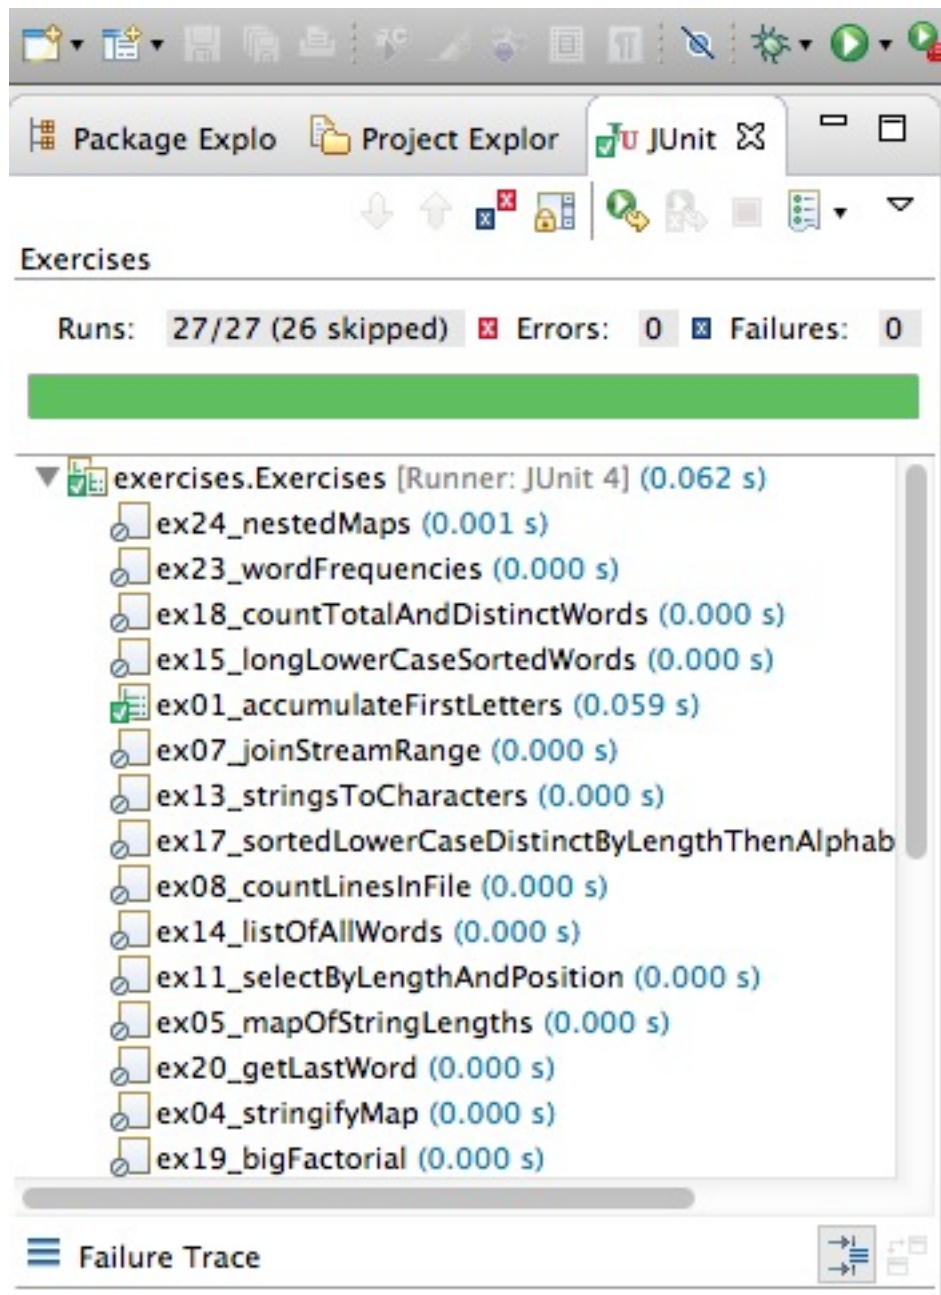 Package Explo Project Explor JUnit
Exercises
Runs: 27/27 (26 skipped) Errors: 0 Failures: 0
exercises.Exercises [Runner: JUnit 4] (0.062 s)
ex24_nestedMaps (0.001 s)
ex23_wordFrequencies (0.000 s)
ex18_countTotalAndDistinctWords (0.000 s)
ex15_longLowerCaseSortedWords (0.000 s)
ex01_accumulateFirstLetters (0.059 s)
ex07_joinStreamRange (0.000 s)
ex13_stringsToCharacters (0.000 s)
ex17_sortedLowerCaseDistinctByLengthThenAlphab
ex08_countLinesInFile (0.000 s)
ex14_listOfAllWords (0.000 s)
ex11_selectByLengthAndPosition (0.000 s)
ex05_mapOfStringLengths (0.000 s)
ex20_getLastWord (0.000 s)
ex04_stringifyMap (0.000 s)
ex19_bigFactorial (0.000 s)
Failure Trace